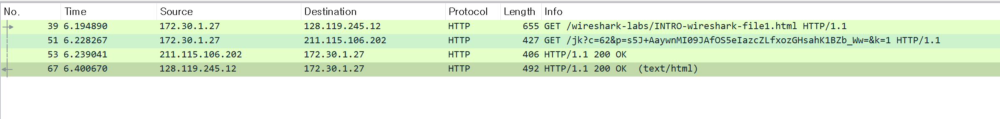 No. Time Source Destination Protocol Length Info
39 6.194890 172.30.1.27 128.119.245.12 HTTP 655 GET /wireshark-labs/INTRO-wireshark-file1.html HTTP/1.1
51 6.228267 172.30.1.27 211.115.106.202 HTTP 427 GET /jk?c=62&p=s5J+AaywnMI09JAfOS5eIazcZLfxozGHsahK1BZb_Ww=&k=1 HTTP/1.1
53 6.239041 211.115.106.202 172.30.1.27 HTTP 406 HTTP/1.1 200 OK
67 6.400670 128.119.245.12 172.30.1.27 HTTP 492 HTTP/1.1 200 OK (text/html)